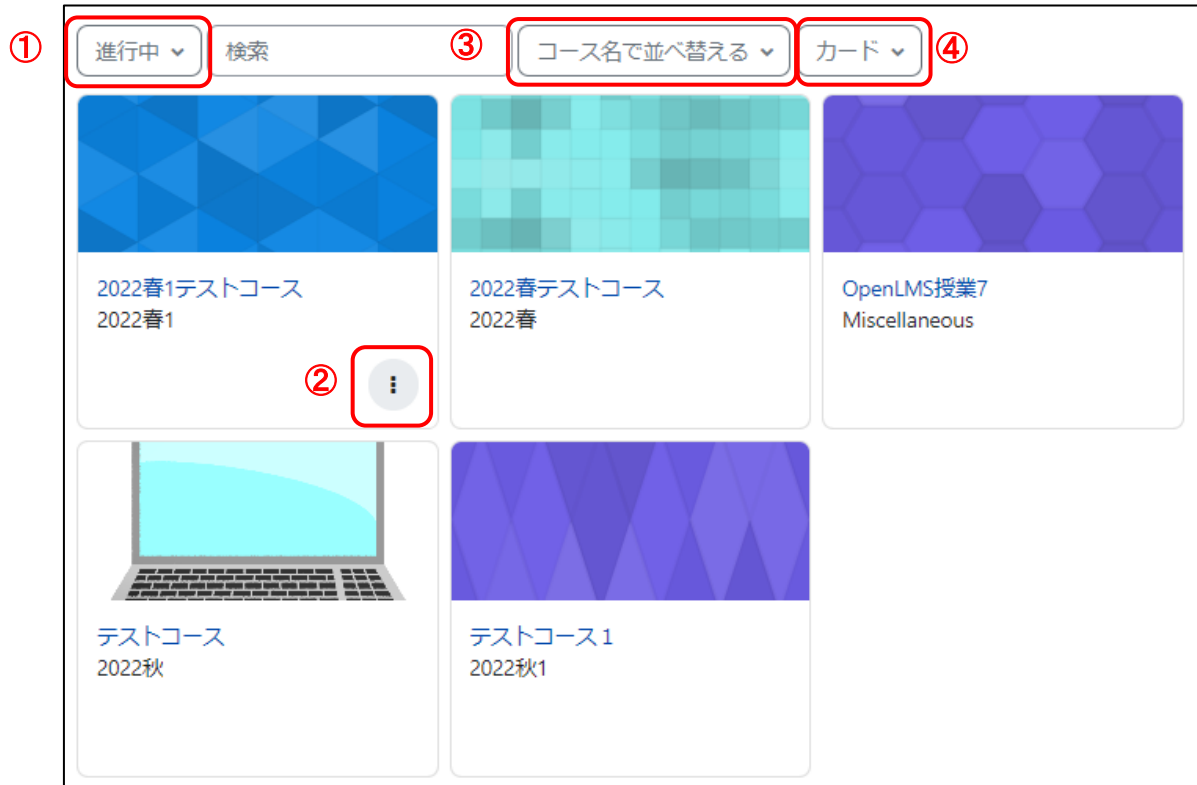 ① 進行中 検索 ③ コース名で並べ替える カード ④
2022春1テストコース
2022春1
②
2022春テストコース
2022春
OpenLMS授業7
Miscellaneous
テストコース
2022秋
テストコース１
2022秋1